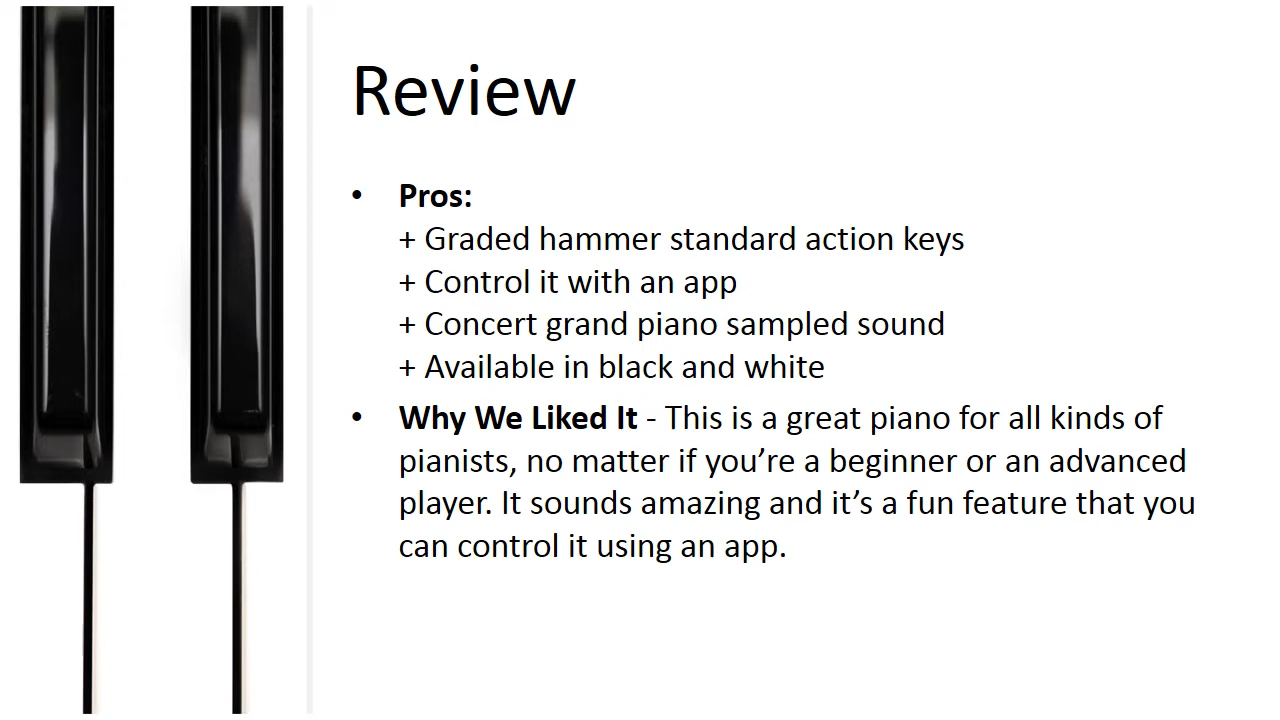 Review
• Pros:
+ Graded hammer standard action keys
+ Control it with an app
+ Concert grand piano sampled sound
+ Available in black and white
• Why We Liked It - This is a great piano for all kinds of
pianists, no matter if you’re a beginner or an advanced
player. It sounds amazing and it’s a fun feature that you
can control it using an app.